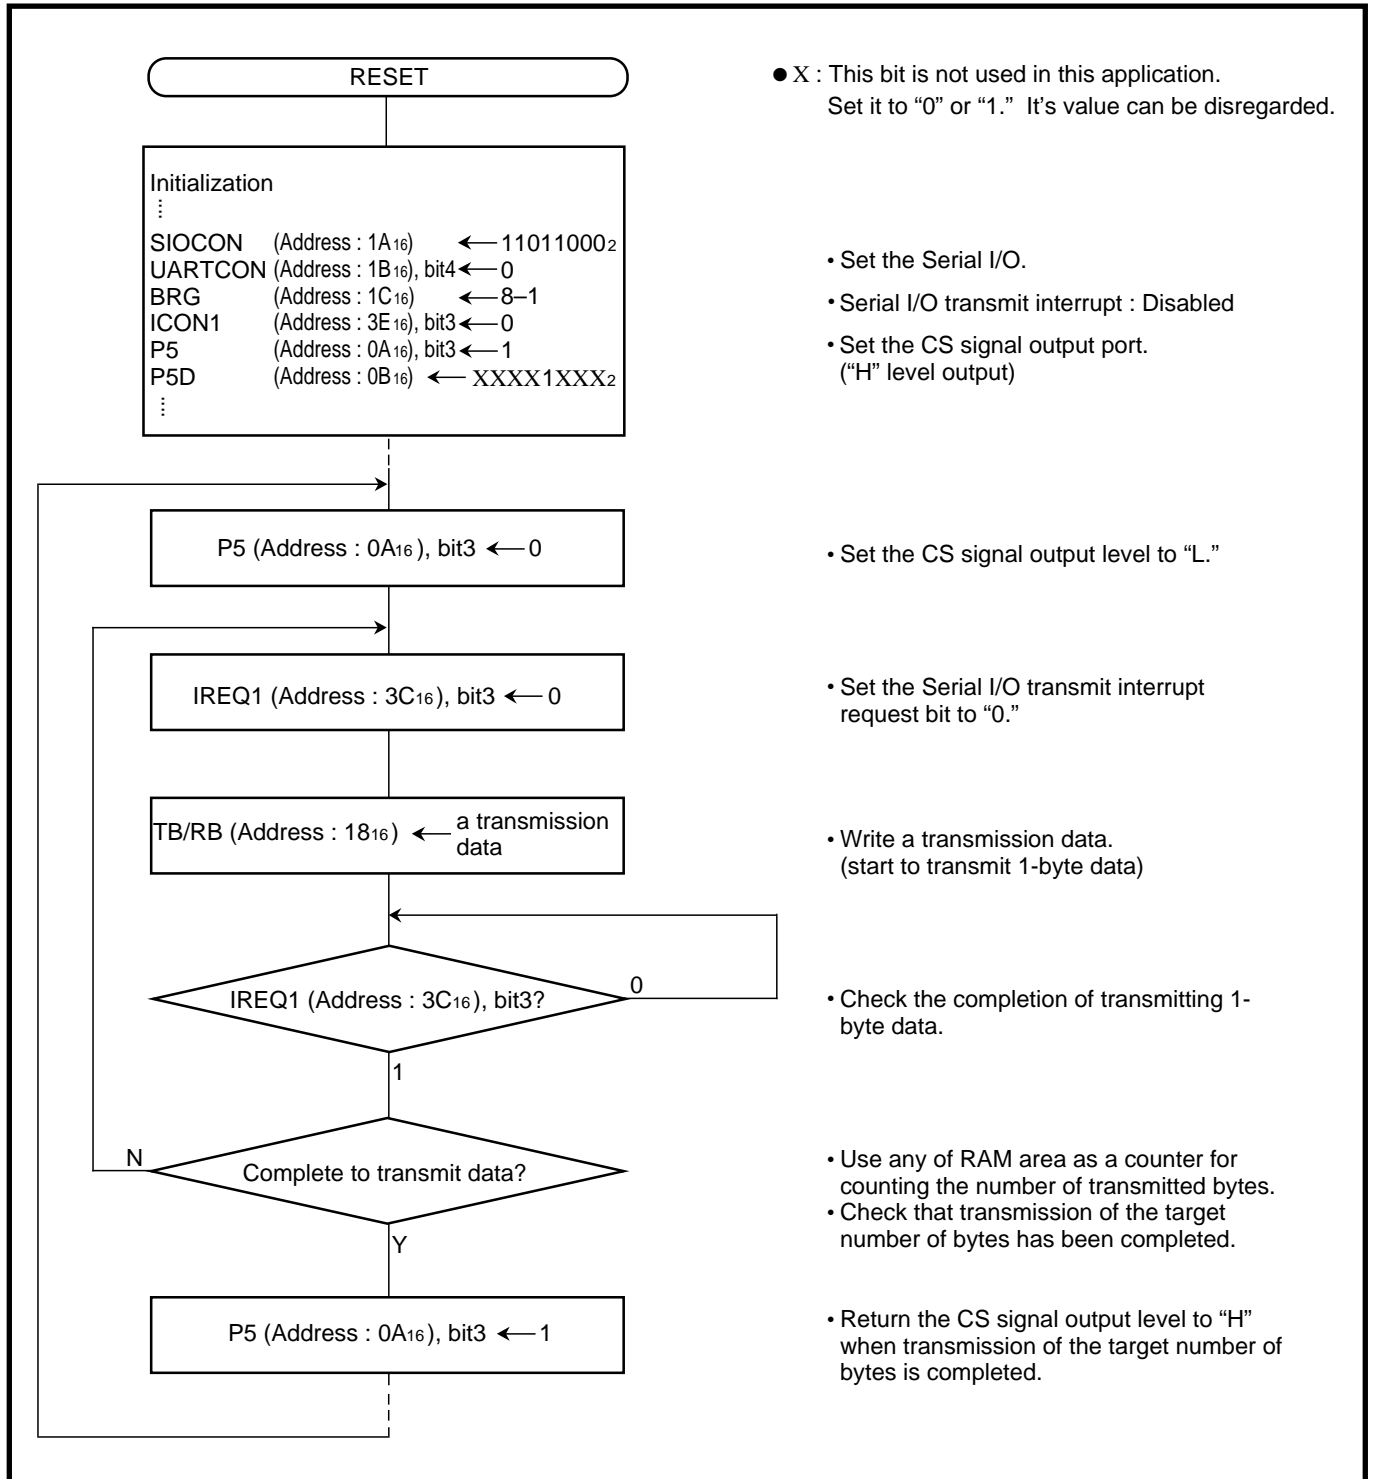 RESET
● X : This bit is not used in this application.
Set it to “0” or “1.” It’s value can be disregarded.
Initialization
SIOCON (Address : 1A16) ← 110110002
UARTCON (Address : 1B16), bit4 ← 0
BRG (Address : 1C16) ← 8–1
ICON1 (Address : 3E16), bit3 ← 0
P5 (Address : 0A16), bit3 ← 1
P5D (Address : 0B16) ← XXXX1XXX2
• Set the Serial I/O.
• Serial I/O transmit interrupt : Disabled
• Set the CS signal output port.
(“H” level output)
P5 (Address : 0A16), bit3 ← 0
• Set the CS signal output level to “L.”
IREQ1 (Address : 3C16), bit3 ← 0
• Set the Serial I/O transmit interrupt
request bit to “0.”
TB/RB (Address : 1816) ← a transmission
data
• Write a transmission data.
(start to transmit 1-byte data)
IREQ1 (Address : 3C16), bit3?
0
1
• Check the completion of transmitting 1-
byte data.
Complete to transmit data?
N
Y
• Use any of RAM area as a counter for
counting the number of transmitted bytes.
• Check that transmission of the target
number of bytes has been completed.
P5 (Address : 0A16), bit3 ← 1
• Return the CS signal output level to “H”
when transmission of the target number of
bytes is completed.